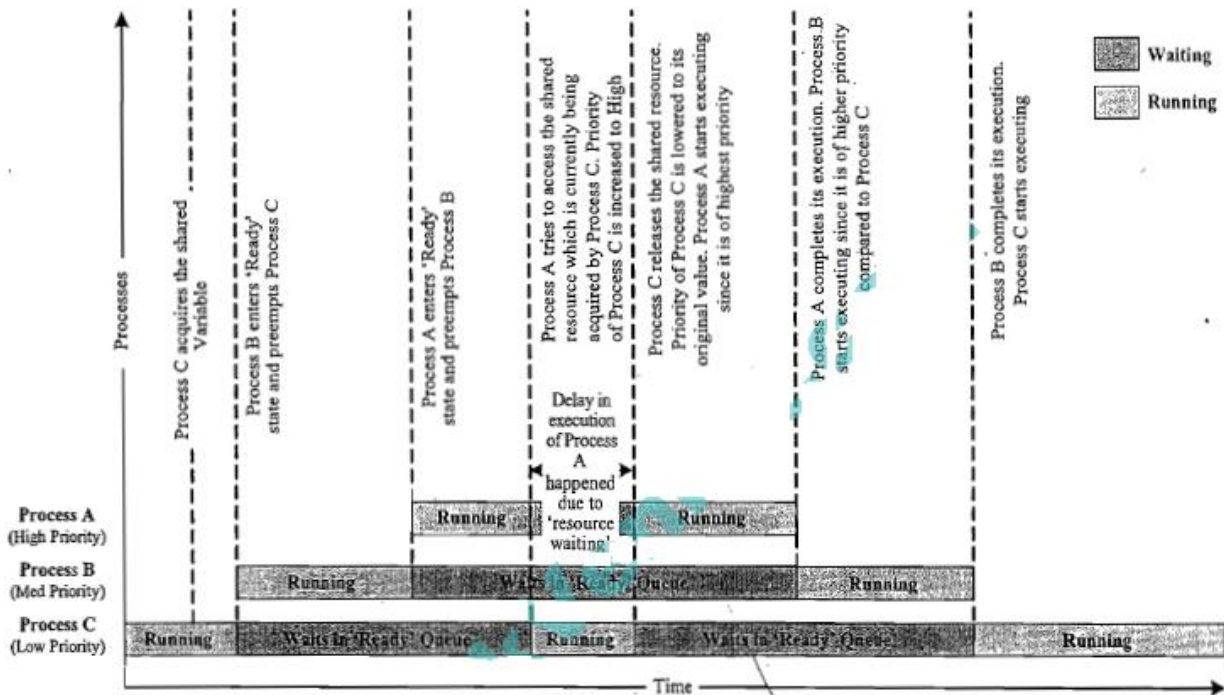 Waiting
Running
Processes
Process C acquires the shared
Variable
Process B enters 'Ready'
state and preempts Process C
Process A enters 'Ready'
state and preempts Process B
Process A tries to access the shared
resource which is currently being
acquired by Process C. Priority
of Process C is increased to High
Process C releases the shared resource.
Priority of Process C is lowered to its
original value. Process A starts executing
since it is of highest priority
Process A completes its execution. Process B
starts executing since it is of higher priority
compared to Process C
Process B completes its execution.
Process C starts executing
Delay in
execution
of Process
A
happened
due to
'resource
waiting'
Process A
(High Priority)
Running
Running
Process B
(Med Priority)
Running
Waits in 'Ready' Queue
Running
Process C
(Low Priority)
Running
Waits in 'Ready' Queue
Running
Waits in 'Ready' Queue
Running
Time